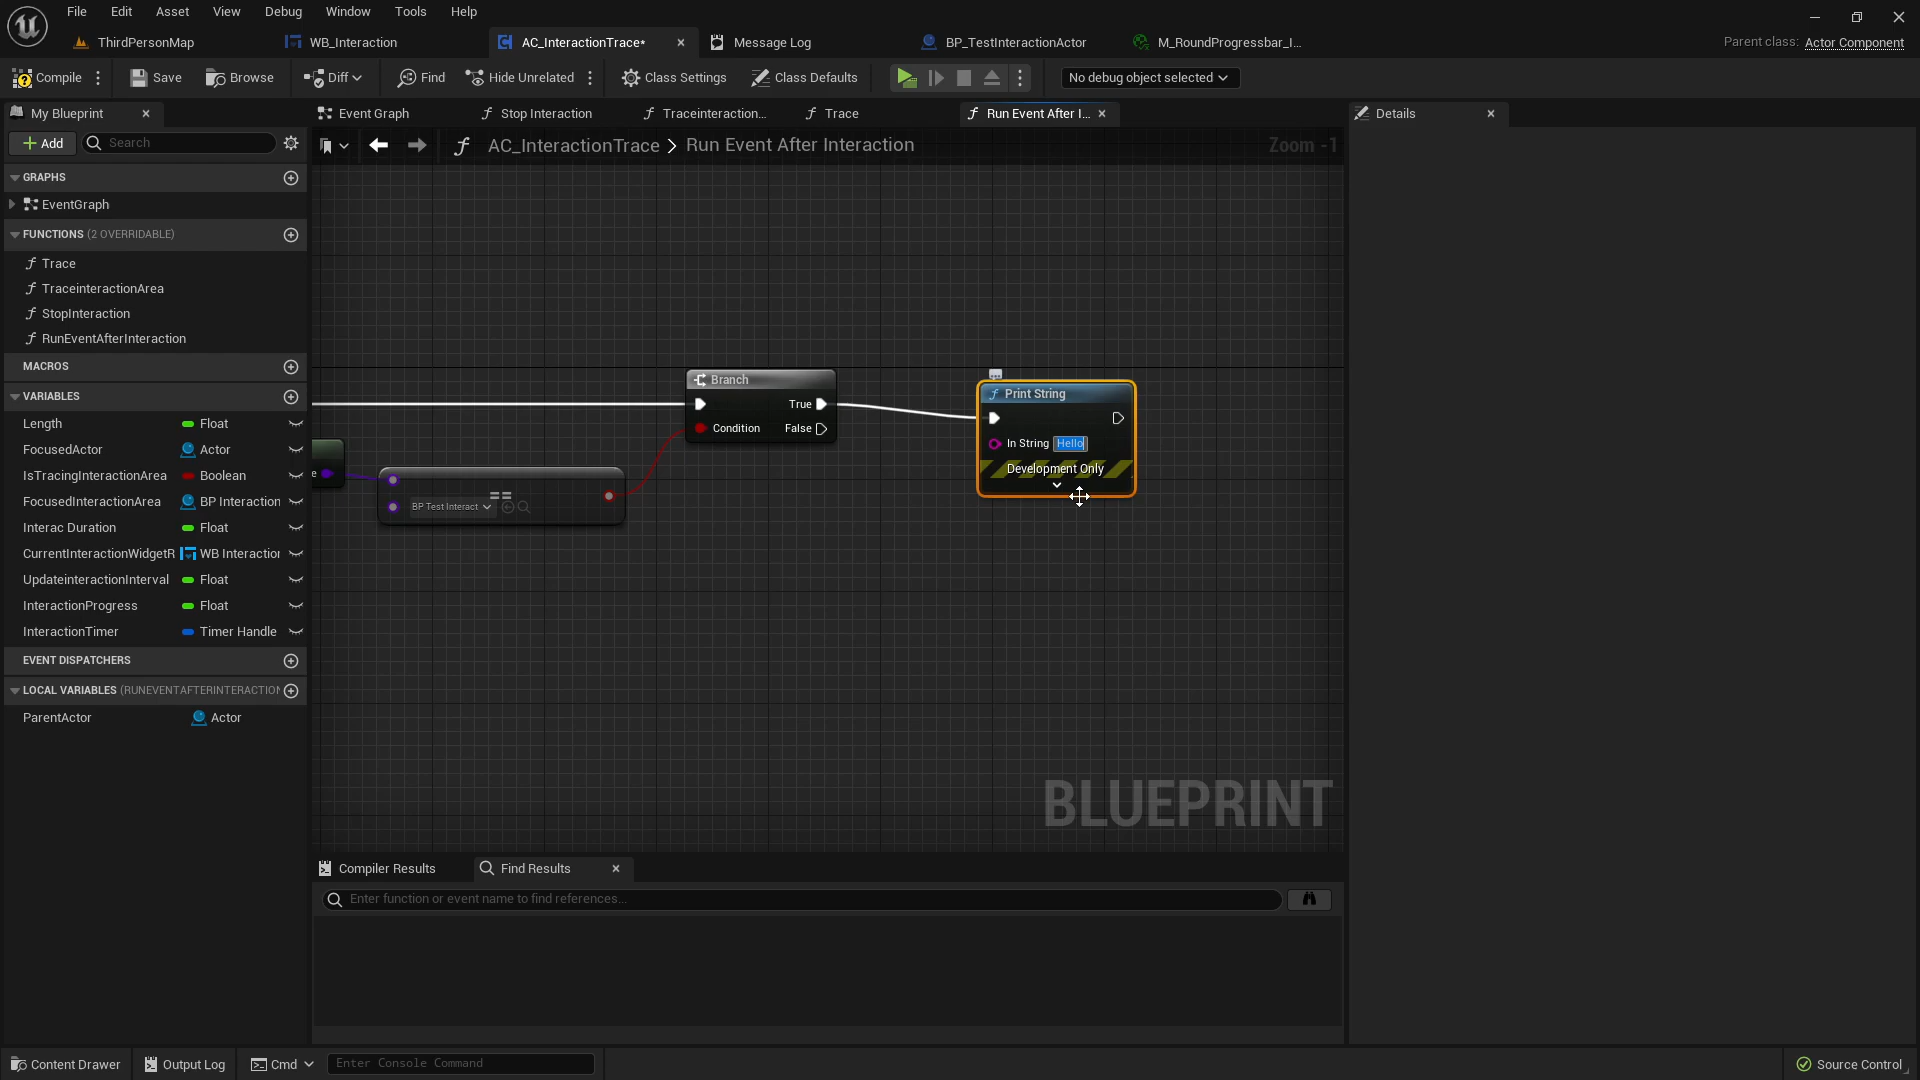 File Edit Asset View Debug Window Tools Help
ThirdPersonMap WB_Interaction AC_InteractionTrace* Message Log BP_TestInteractionActor M_RoundProgressbar_I... Parent class: Actor Component
Compile Save Browse Diff Find Hide Unrelated Class Settings Class Defaults No debug object selected
My Blueprint Event Graph Stop Interaction Traceinteraction... Trace Run Event After I... Details
Add Search AC_InteractionTrace > Run Event After Interaction Zoom -1
GRAPHS
EventGraph
FUNCTIONS (2 OVERRIDABLE)
Trace
TraceinteractionArea
StopInteraction
RunEventAfterInteraction
MACROS
VARIABLES
Length Float
FocusedActor Actor
IsTracingInteractionArea Boolean
FocusedInteractionArea BP Interaction
Interac Duration Float
CurrentInteractionWidgetR WB Interaction
UpdateinteractionInterval Float
InteractionProgress Float
InteractionTimer Timer Handle
EVENT DISPATCHERS
LOCAL VARIABLES (RUNEVENTAFTERINTERACTION
ParentActor Actor
e
==
BP Test Interact
Branch
True
Condition False
Print String
In String Hello
Development Only
BLUEPRINT
Compiler Results Find Results
Enter function or event name to find references...
Content Drawer Output Log Cmd Enter Console Command Source Control